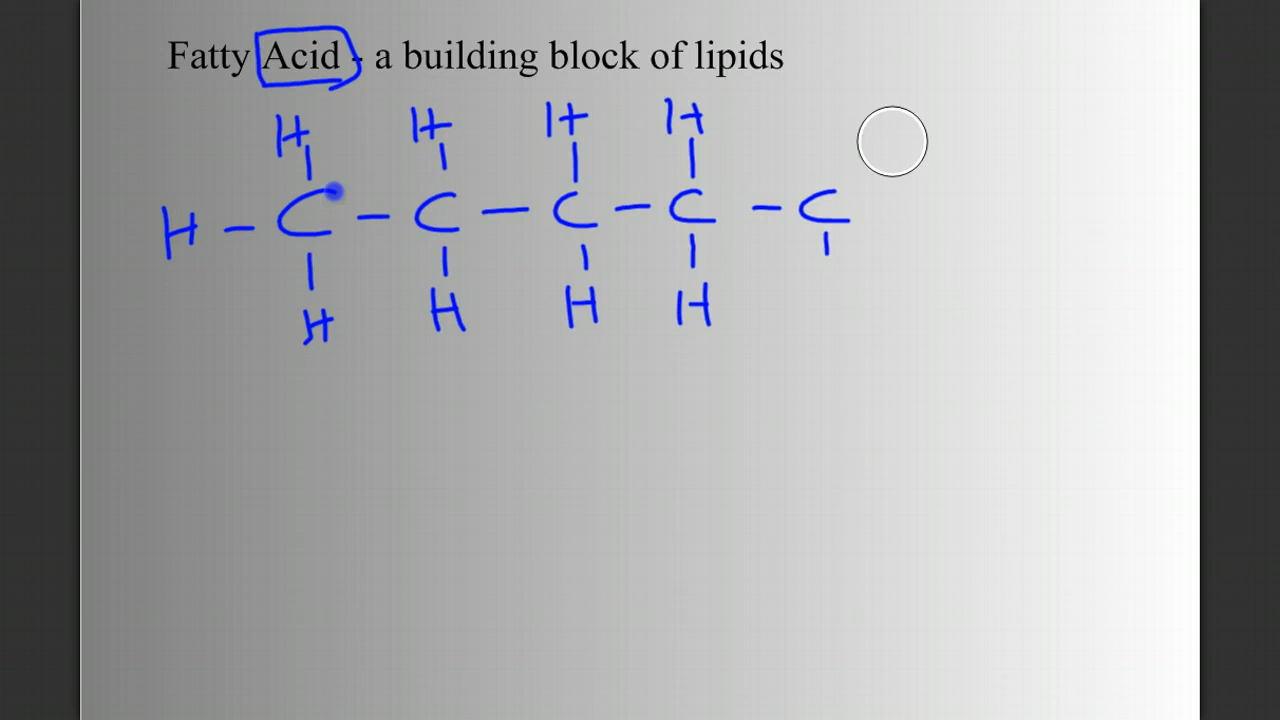 Fatty Acid - a building block of lipids
H H H H
H - C - C - C - C - C
H H H H